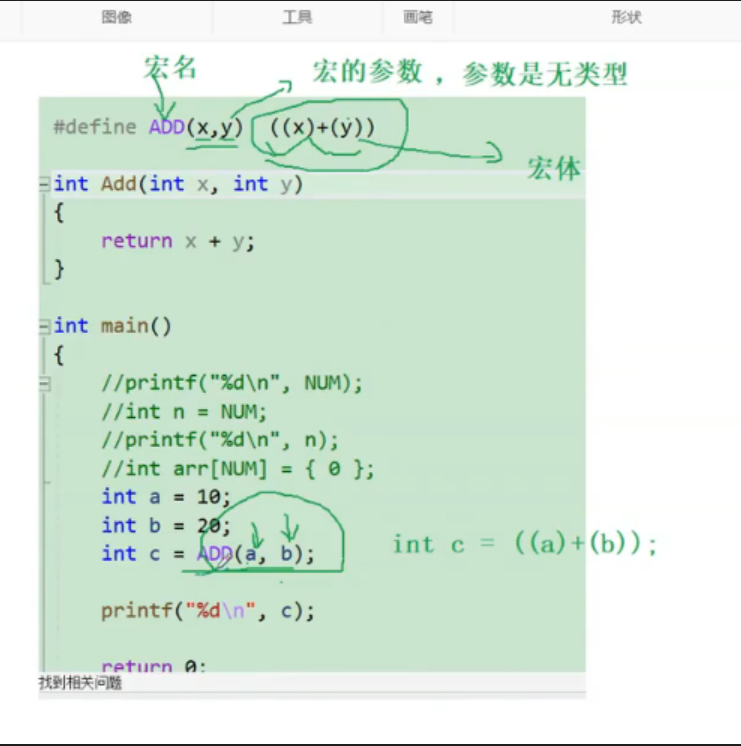 图像 工具 画笔 形状
宏名 宏的参数，参数是无类型
#define ADD(x,y) ((x)+(y))
宏体
int Add(int x, int y)
{
return x + y;
}
int main()
{
//printf("%d\n", NUM);
//int n = NUM;
//printf("%d\n", n);
//int arr[NUM] = { 0 };
int a = 10;
int b = 20;
int c = ADD(a, b); int c = ((a)+(b));
printf("%d\n", c);
return 0;
找到相关问题